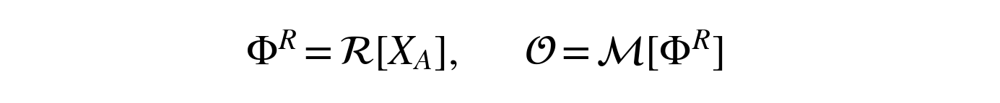 Φ^R = ℛ[X_A],  𝒪 = ℳ[Φ^R]